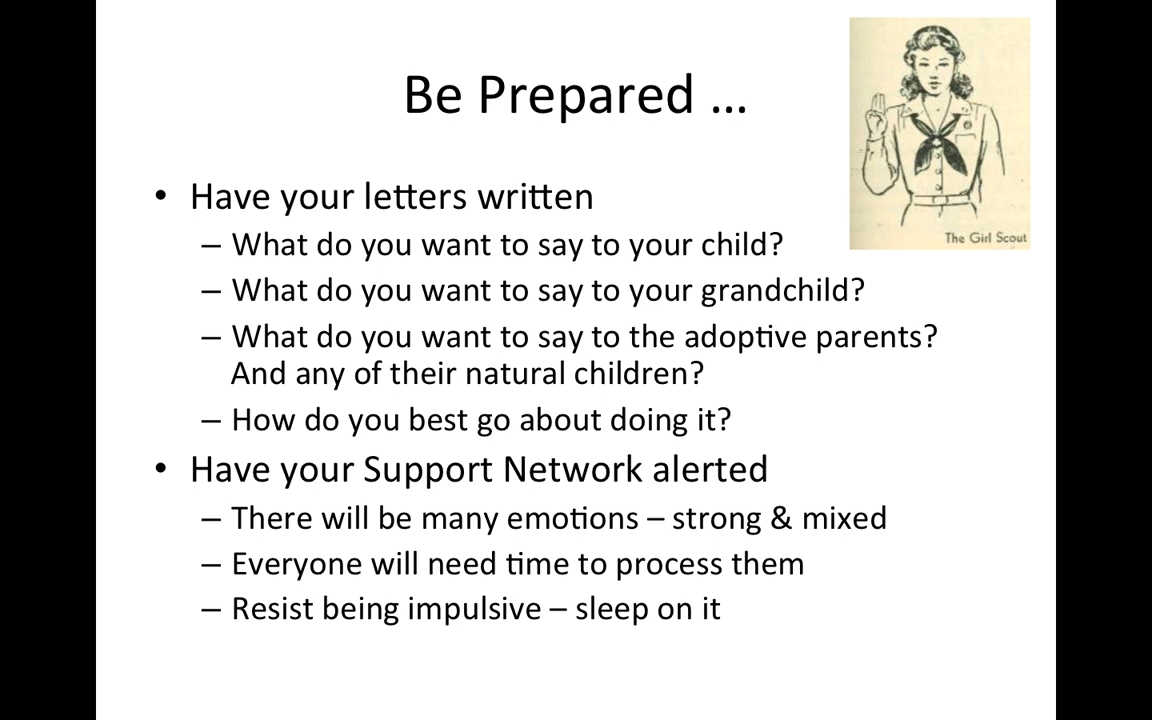 Be Prepared …
The Girl Scout
• Have your letters written
– What do you want to say to your child?
– What do you want to say to your grandchild?
– What do you want to say to the adoptive parents?
And any of their natural children?
– How do you best go about doing it?
• Have your Support Network alerted
– There will be many emotions – strong & mixed
– Everyone will need time to process them
– Resist being impulsive – sleep on it